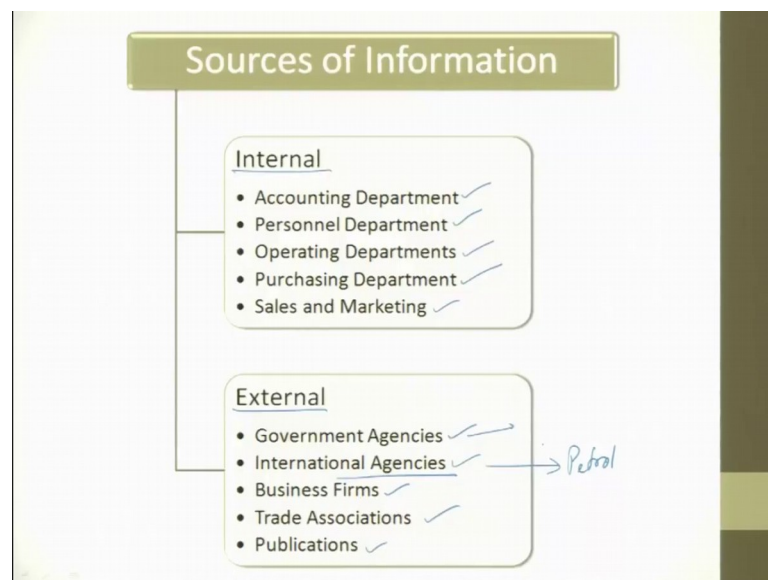 Sources of Information
Internal
• Accounting Department
• Personnel Department
• Operating Departments
• Purchasing Department
• Sales and Marketing
External
• Government Agencies
• International Agencies → Petrol
• Business Firms
• Trade Associations
• Publications